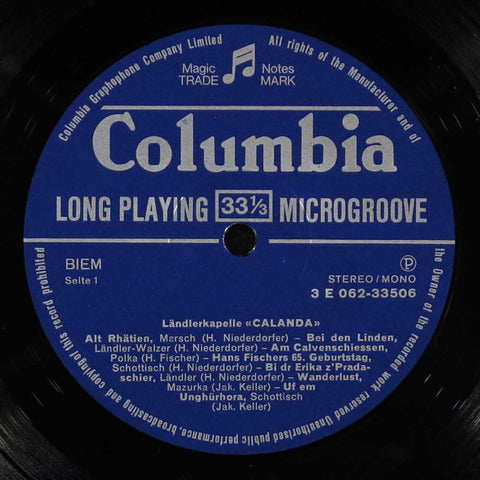 Columbia Graphophone Company Limited
All rights of the Manufacturer and of
the Owner of the recorded work reserved Unauthorised public performance, broadcasting and copying of this record prohibited
Magic Notes
TRADE MARK
Columbia
LONG PLAYING 33⅓ MICROGROOVE
BIEM
Seite 1
Ⓟ
STEREO/MONO
3 E 062-33506
Ländlerkapelle «CALANDA»
Alt Rhätien, Marsch (H. Niederdorfer) – Bei den Linden,
Ländler-Walzer (H. Niederdorfer) – Am Calvenschiessen,
Polka (H. Fischer) – Hans Fischers 65. Geburtstag,
Schottisch (H. Niederdorfer) – Bi dr Erika z'Prada-
schier, Ländler (H. Niederdorfer) – Wanderlust,
Mazurka (Jak. Keller) – Uf em
Unghürhora, Schottisch
(Jak. Keller)